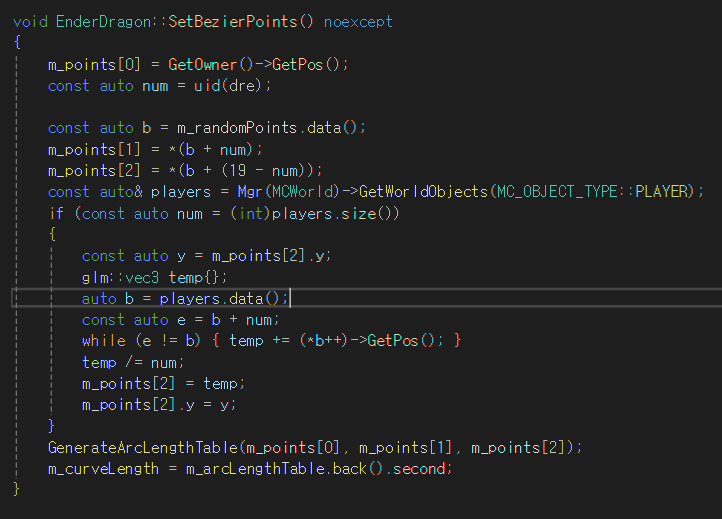 void EnderDragon::SetBezierPoints() noexcept
{
m_points[0] = GetOwner()->GetPos();
const auto num = uid(dre);
const auto b = m_randomPoints.data();
m_points[1] = *(b + num);
m_points[2] = *(b + (19 - num));
const auto& players = Mgr(MCWorld)->GetWorldObjects(MC_OBJECT_TYPE::PLAYER);
if (const auto num = (int)players.size())
{
const auto y = m_points[2].y;
glm::vec3 temp{};
auto b = players.data();
const auto e = b + num;
while (e != b) { temp += (*b++)->GetPos(); }
temp /= num;
m_points[2] = temp;
m_points[2].y = y;
}
GenerateArcLengthTable(m_points[0], m_points[1], m_points[2]);
m_curveLength = m_arcLengthTable.back().second;
}